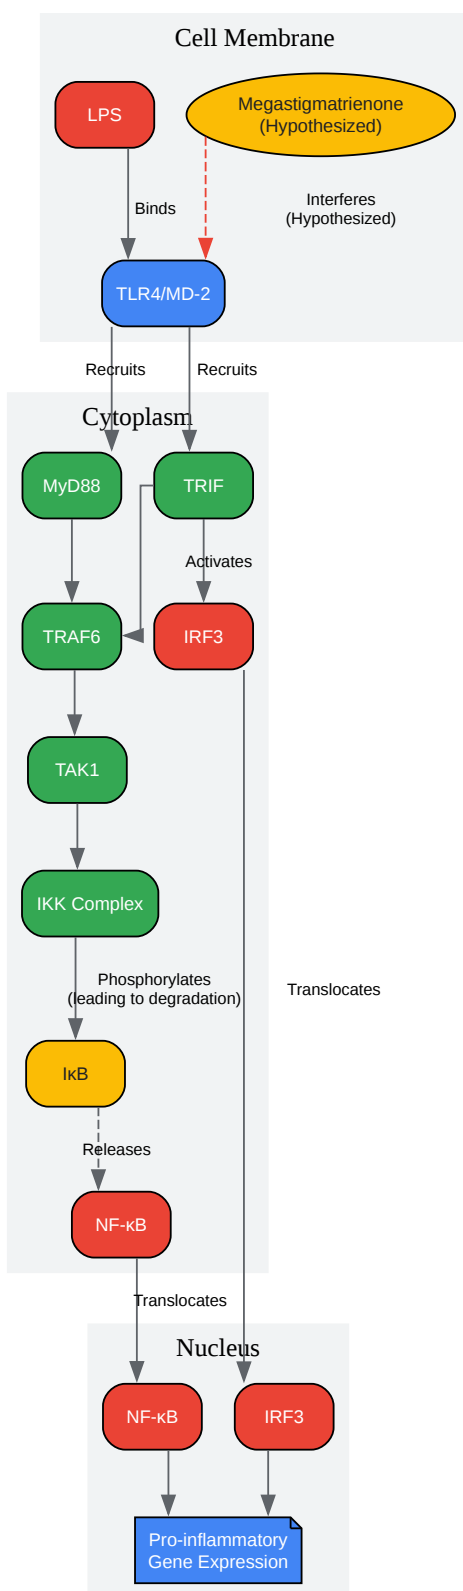 Cell Membrane
LPS
Megastigmatrienone
(Hypothesized)
Binds
Interferes
(Hypothesized)
TLR4/MD-2
Recruits
Recruits
Cytoplasm
MyD88
TRIF
Activates
TRAF6
IRF3
TAK1
IKK Complex
Phosphorylates
(leading to degradation)
Translocates
IκB
Releases
NF-κB
Translocates
Nucleus
NF-κB
IRF3
Pro-inflammatory
Gene Expression